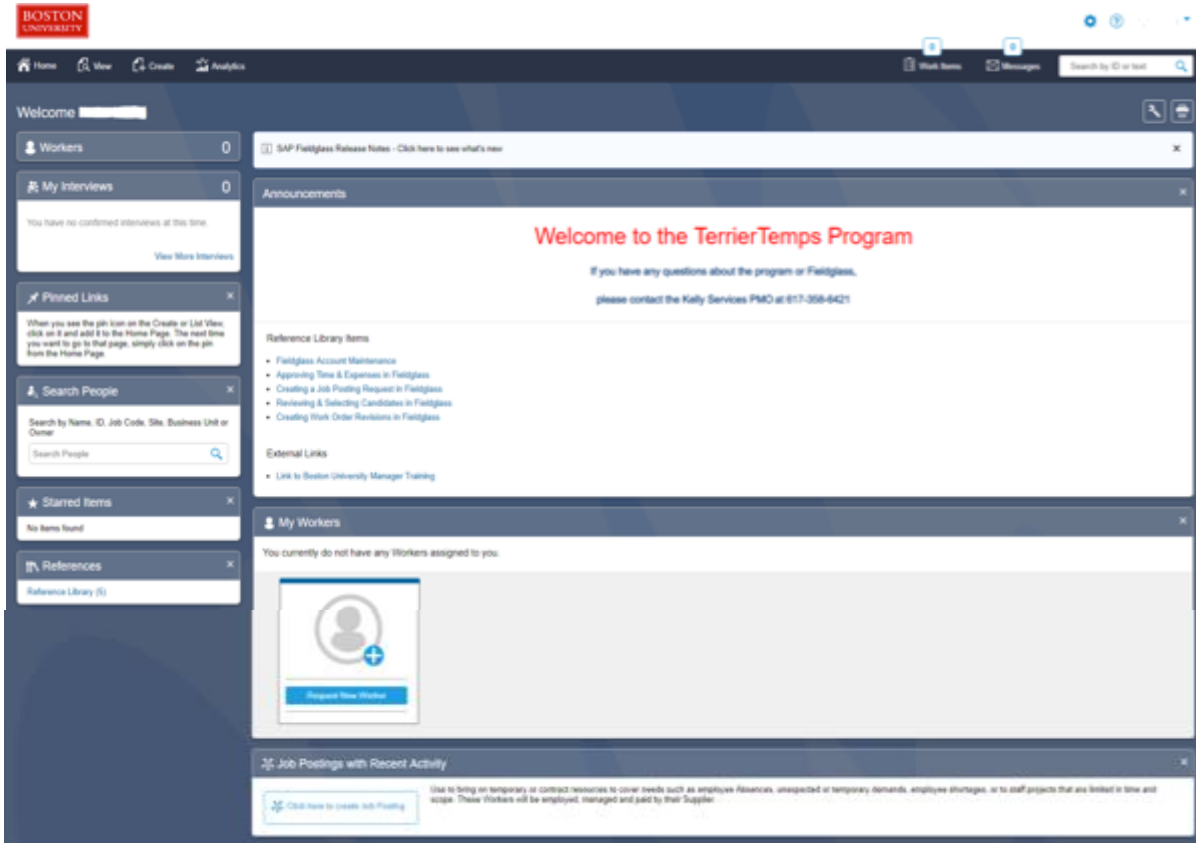 BOSTON
UNIVERSITY
Home View Create Analytics
0
Work Items
0
Messages
Search by ID or text
Welcome
Workers 0
My Interviews 0
You have no confirmed interviews at this time.
View More Interviews
Pinned Links
When you see the pin icon on the Create or List View,
click on it and add it to the Home Page. The next time
you want to go to that page, simply click on the pin
from the Home Page.
Search People
Search by Name, ID, Job Code, Site, Business Unit or
Owner
Search People
Starred Items
No items found
References
Reference Library (5)
SAP Fieldglass Release Notes - Click here to see what's new
Announcements
Welcome to the TerrierTemps Program
If you have any questions about the program or Fieldglass,
please contact the Kelly Services PMO at 617-358-6421
Reference Library Items
• Fieldglass Account Maintenance
• Approving Time & Expenses in Fieldglass
• Creating a Job Posting Request in Fieldglass
• Reviewing & Selecting Candidates in Fieldglass
• Creating Work Order Revisions in Fieldglass
External Links
• Link to Boston University Manager Training
My Workers
You currently do not have any Workers assigned to you.
Request New Worker
Job Postings with Recent Activity
Click here to create Job Posting
Use to bring on temporary or contract resources to cover needs such as employee Absences, unexpected or temporary demands, employee shortages, or to staff projects that are limited in time and
scope. These Workers will be employed, managed and paid by their Supplier.